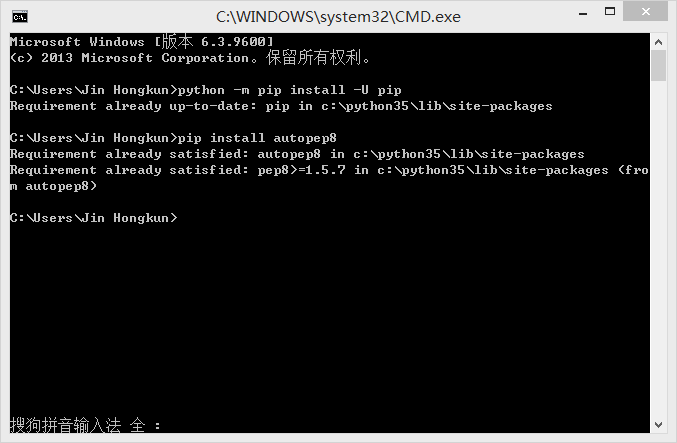 C:\WINDOWS\system32\CMD.exe
Microsoft Windows [版本 6.3.9600]
(c) 2013 Microsoft Corporation。保留所有权利。
C:\Users\Jin Hongkun>python -m pip install -U pip
Requirement already up-to-date: pip in c:\python35\lib\site-packages
C:\Users\Jin Hongkun>pip install autopep8
Requirement already satisfied: autopep8 in c:\python35\lib\site-packages
Requirement already satisfied: pep8>=1.5.7 in c:\python35\lib\site-packages (fro
m autopep8)
C:\Users\Jin Hongkun>
搜狗拼音输入法 全 :